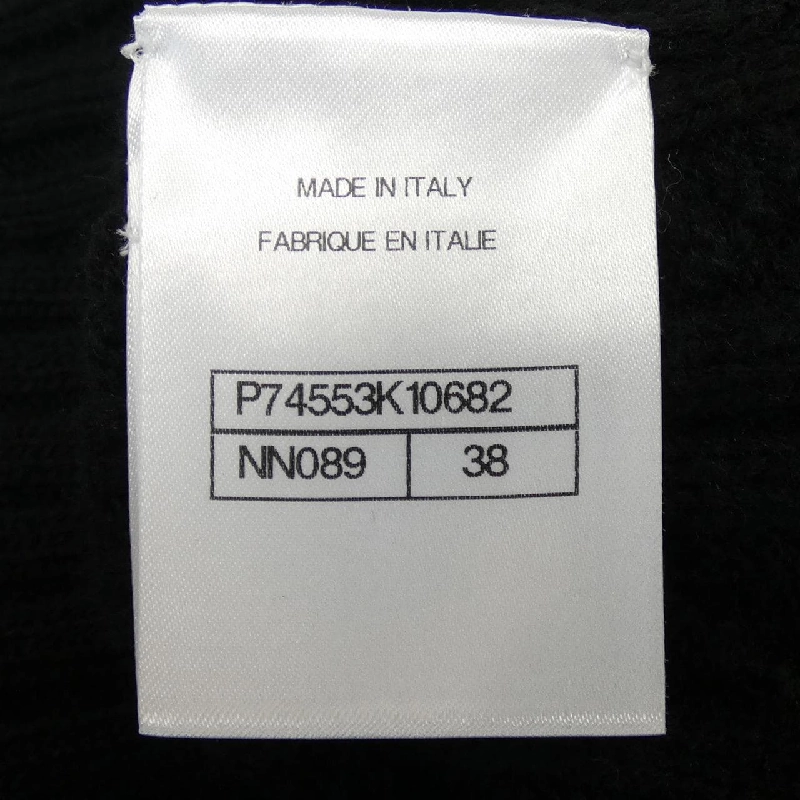 MADE IN ITALY
FABRIQUE EN ITALIE
P74553K10682
NN089 38